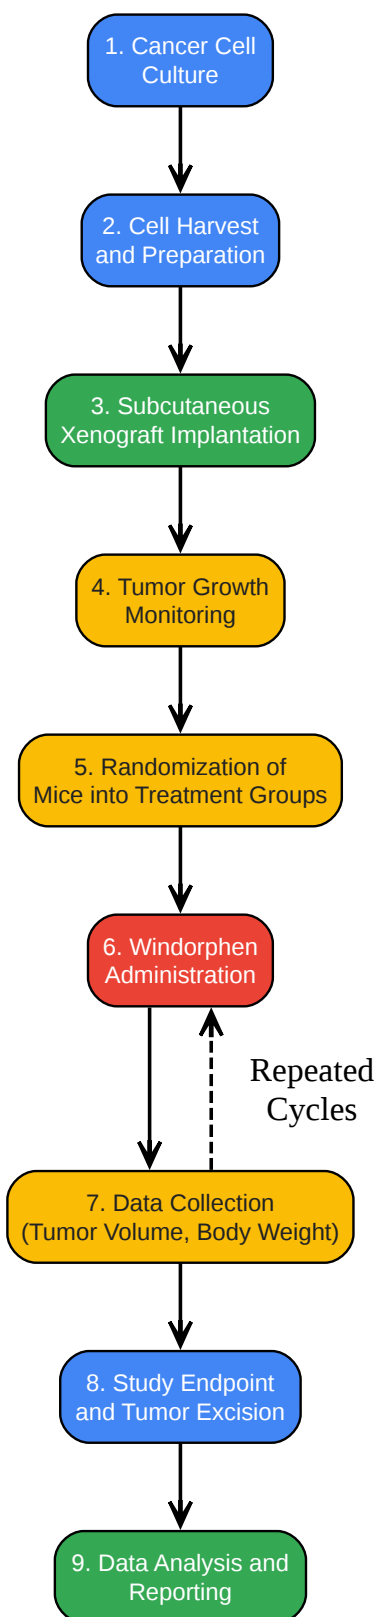 1. Cancer Cell
Culture
2. Cell Harvest
and Preparation
3. Subcutaneous
Xenograft Implantation
4. Tumor Growth
Monitoring
5. Randomization of
Mice into Treatment Groups
6. Windorphen
Administration
Repeated
Cycles
7. Data Collection
(Tumor Volume, Body Weight)
8. Study Endpoint
and Tumor Excision
9. Data Analysis and
Reporting